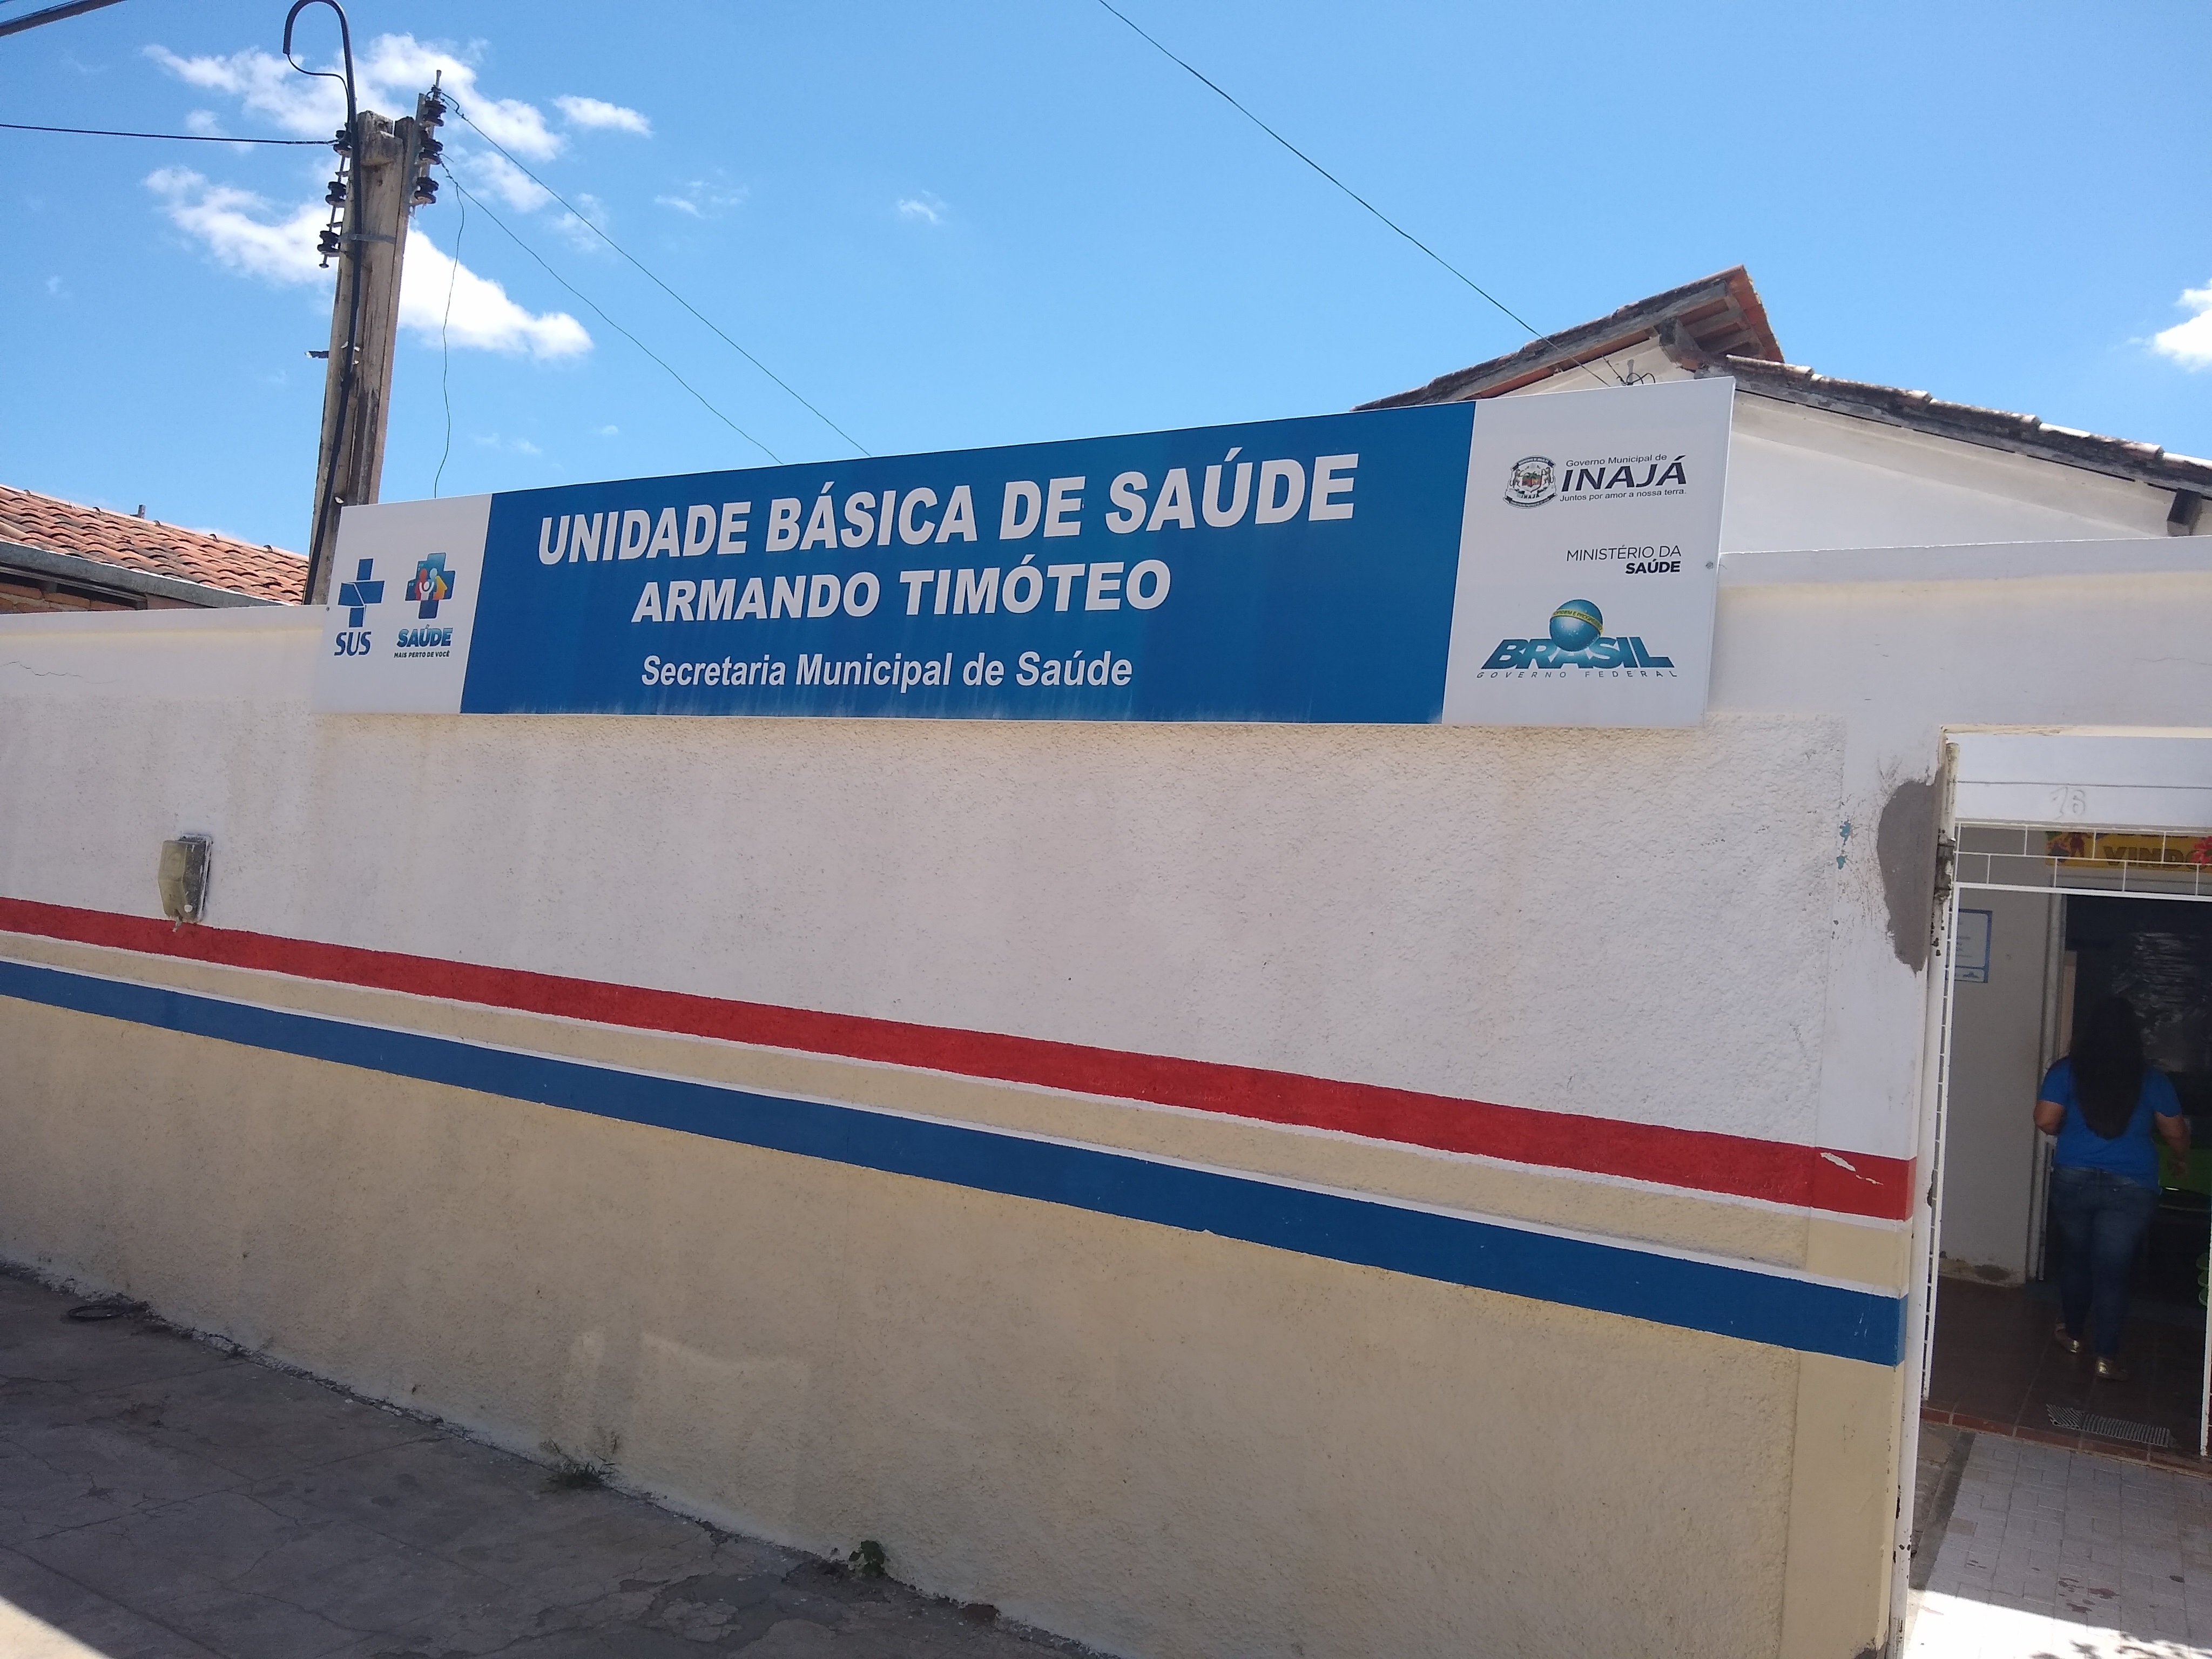 UNIDADE BÁSICA DE SAÚDE
ARMANDO TIMÓTEO
Secretaria Municipal de Saúde
SUS
SAÚDE
MAIS PERTO DE VOCÊ
Governo Municipal de
INAJÁ
Juntos por amor a nossa terra.
MINISTÉRIO DA
SAÚDE
BRASIL
GOVERNO FEDERAL
16
VINDO